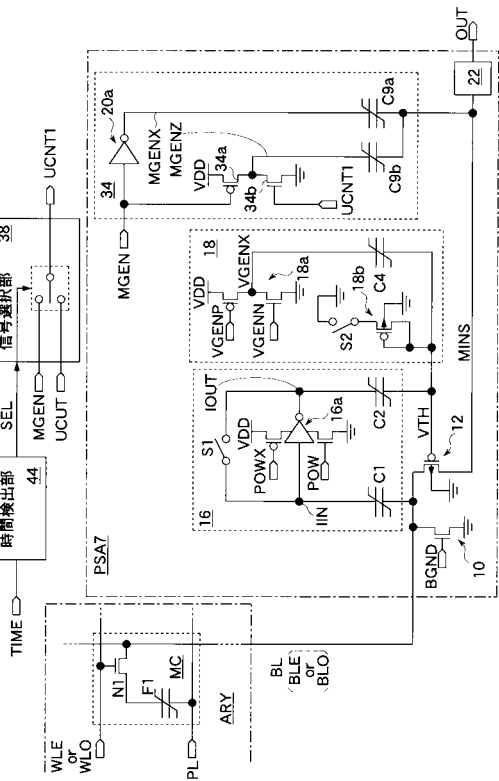 TIME
時間検出部
44
SEL
信号選択部
38
MGEN
UCUT
UCNT1
WLE
or
WLO
PL
N1
F1
MC
ARY
BL
BLE
or
BLO
PSA7
16
S1
IOUT
POWX
VDD
16a
POW
IIN
C1
C2
BGND
10
VTH
12
MINS
18
VDD
VGENP
VGENX
VGENN
18a
S2
18b
C4
34
20a
MGEN
MGENX
MGENZ
VDD
34a
34b
UCNT1
C9b
C9a
22
OUT